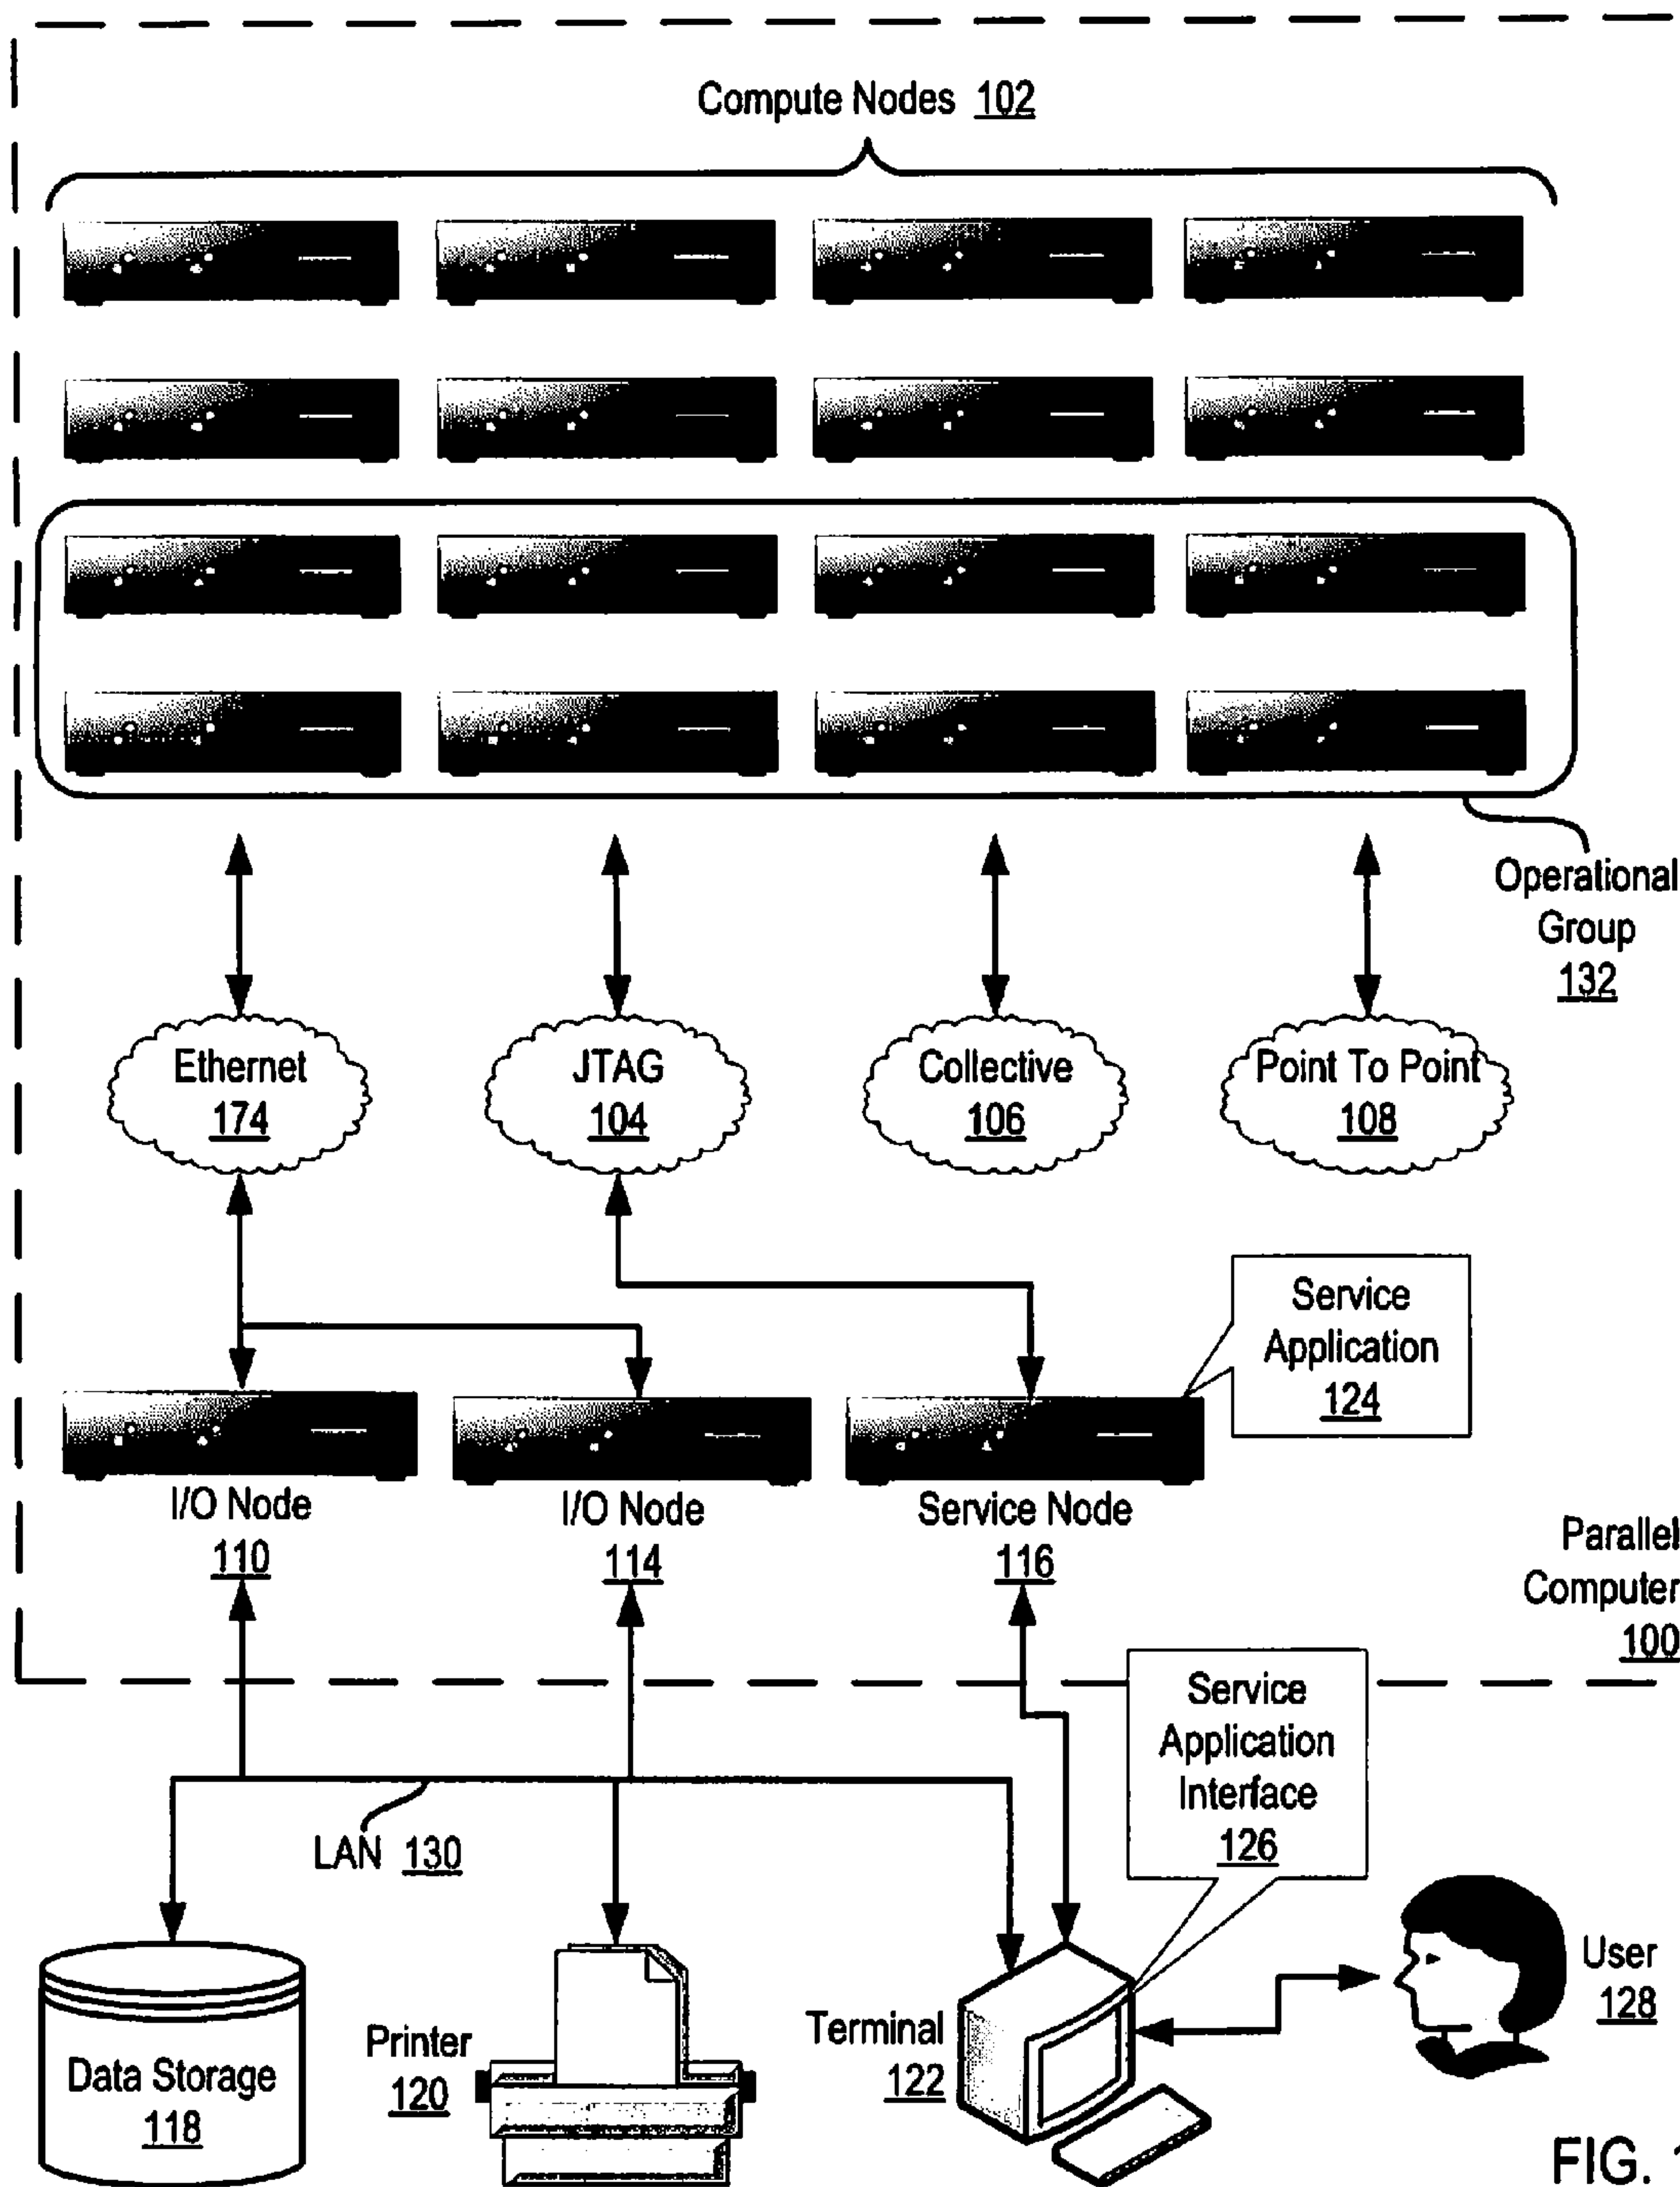 Compute Nodes 102
Operational
Group
132
Ethernet
174
JTAG
104
Collective
106
Point To Point
108
Service
Application
124
I/O Node
110
I/O Node
114
Service Node
116
Parallel
Computer
100
Service
Application
Interface
126
LAN 130
Data Storage
118
Printer
120
Terminal
122
User
128
FIG. 1